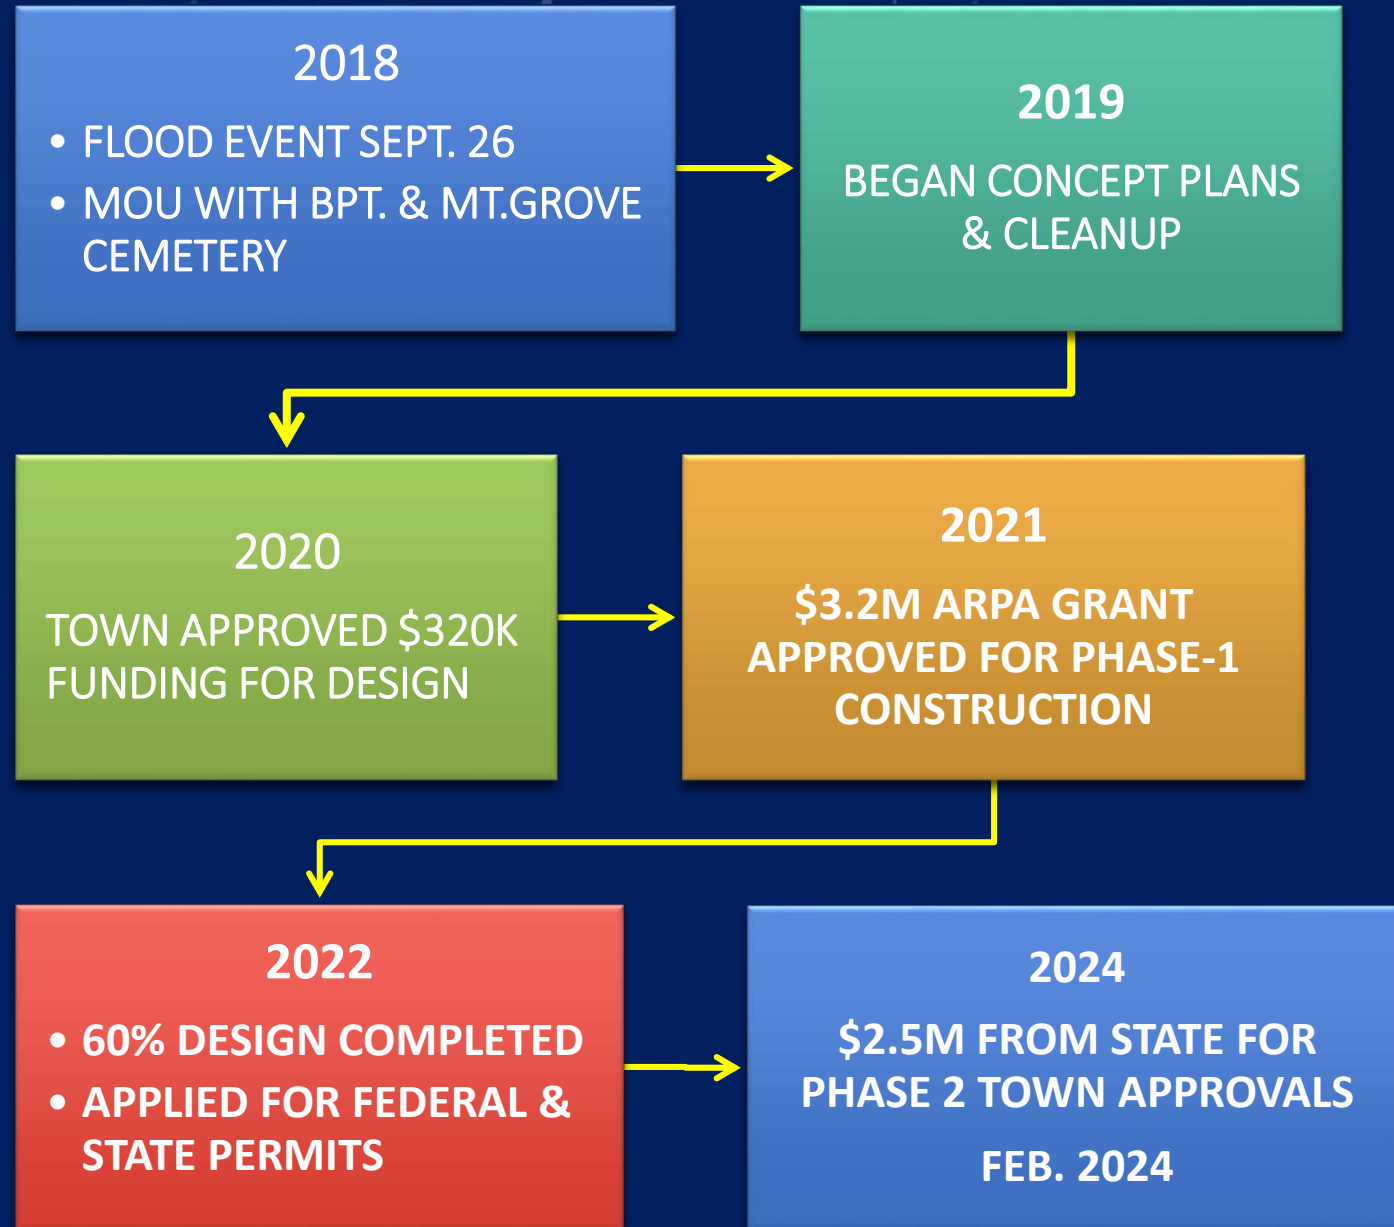 2018
• FLOOD EVENT SEPT. 26
• MOU WITH BPT. & MT.GROVE
CEMETERY
2019
BEGAN CONCEPT PLANS
& CLEANUP
2020
TOWN APPROVED $320K
FUNDING FOR DESIGN
2021
$3.2M ARPA GRANT
APPROVED FOR PHASE-1
CONSTRUCTION
2022
• 60% DESIGN COMPLETED
• APPLIED FOR FEDERAL &
STATE PERMITS
2024
$2.5M FROM STATE FOR
PHASE 2 TOWN APPROVALS
FEB. 2024